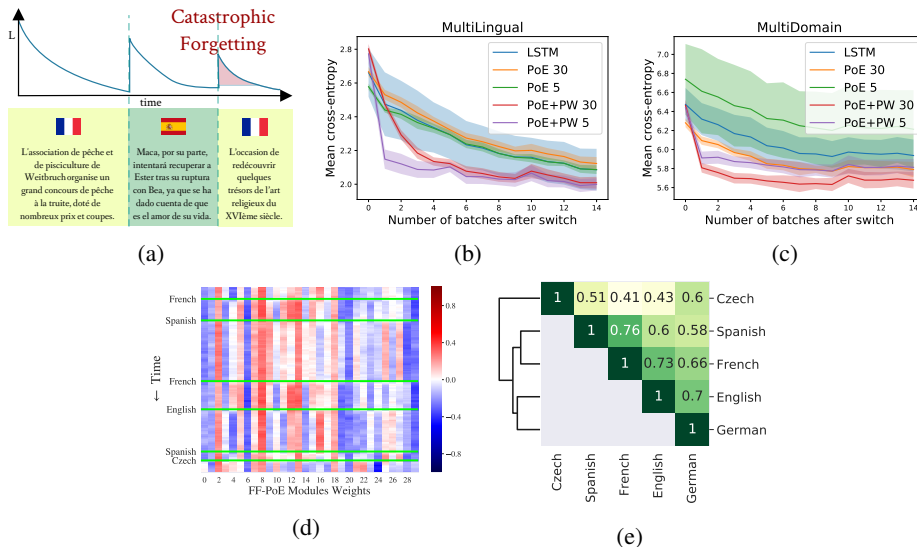 Catastrophic
Forgetting
L
time
L'association de pêche et
de pisciculture de
Weitbruch organise un
grand concours de pêche
à la truite, doté de
nombreux prix et coupes.
Maca, por su parte,
intentará recuperar a
Ester tras su ruptura
con Bea, ya que se ha
dado cuenta de que
es el amor de su vida.
L'occasion de
redécouvrir
quelques
trésors de l'art
religieux du
XVIème siècle.
(a)
MultiLingual
Mean cross-entropy
2.8
2.6
2.4
2.2
2.0
LSTM
PoE 30
PoE 5
PoE+PW 30
PoE+PW 5
0 2 4 6 8 10 12 14
Number of batches after switch
(b)
MultiDomain
Mean cross-entropy
7.0
6.8
6.6
6.4
6.2
6.0
5.8
5.6
LSTM
PoE 30
PoE 5
PoE+PW 30
PoE+PW 5
0 2 4 6 8 10 12 14
Number of batches after switch
(c)
← Time
French
Spanish
French
English
Spanish
Czech
0 2 4 6 8 10 12 14 16 18 20 22 24 26 28
FF-PoE Modules Weights
0.8
0.4
0.0
−0.4
−0.8
(d)
1 0.51 0.41 0.43 0.6 Czech
1 0.76 0.6 0.58 Spanish
1 0.73 0.66 French
1 0.7 English
1 German
Czech
Spanish
French
English
German
(e)